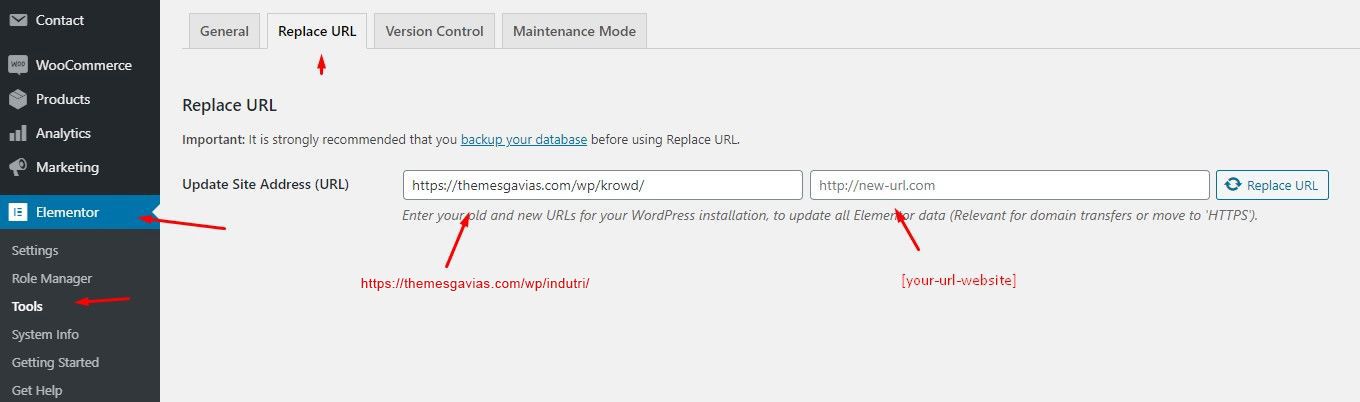 Contact
WooCommerce
Products
Analytics
Marketing
Elementor
Settings
Role Manager
Tools
System Info
Getting Started
Get Help
General
Replace URL
Version Control
Maintenance Mode
Replace URL
Important: It is strongly recommended that you backup your database before using Replace URL.
Update Site Address (URL)
https://themesgavias.com/wp/krowd/
http://new-url.com
Replace URL
Enter your old and new URLs for your WordPress installation, to update all Elementor data (Relevant for domain transfers or move to 'HTTPS').
https://themesgavias.com/wp/indutri/
[your-url-website]